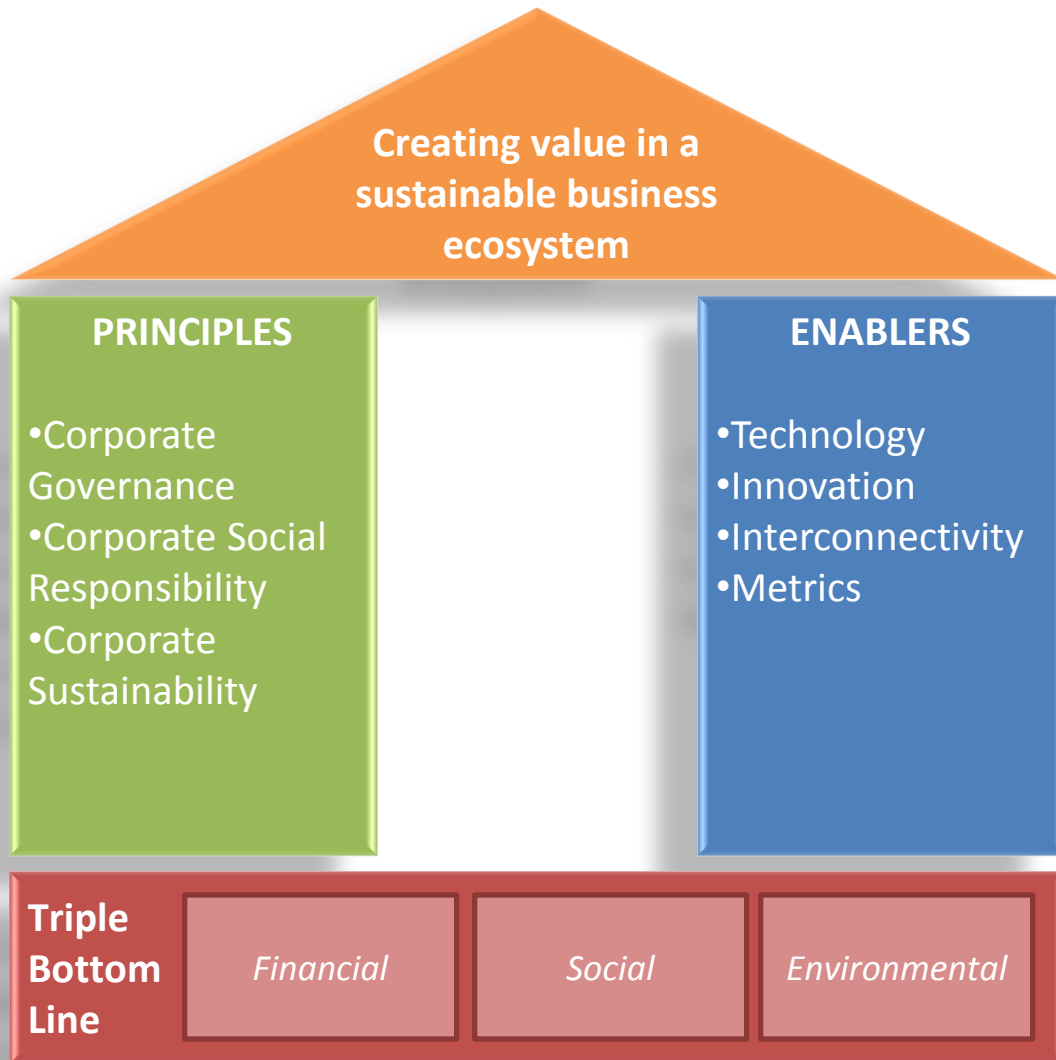 Creating value in a
sustainable business
ecosystem
PRINCIPLES
•Corporate
Governance
•Corporate Social
Responsibility
•Corporate
Sustainability
ENABLERS
•Technology
•Innovation
•Interconnectivity
•Metrics
Triple
Bottom
Line
Financial
Social
Environmental